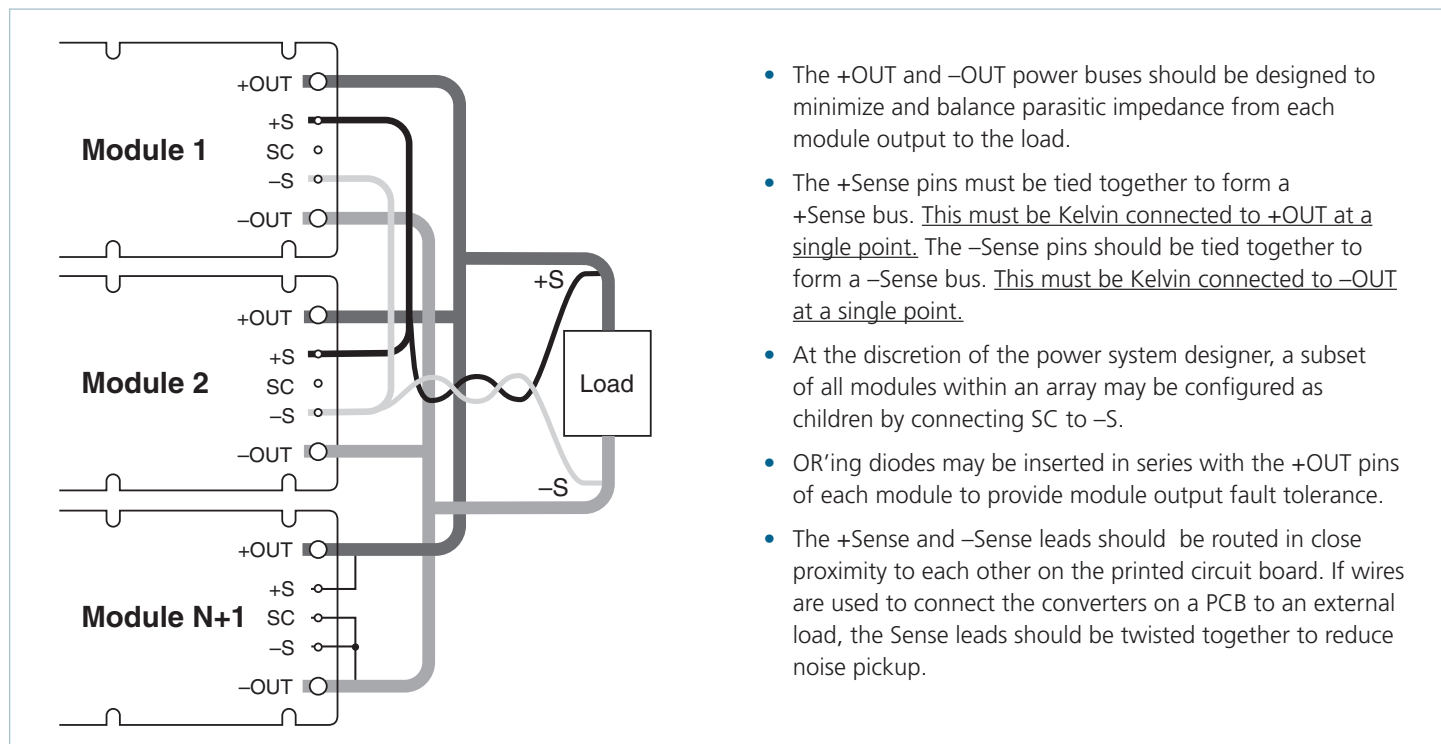 +OUT
+S
Module 1
SC
–S
–OUT
+OUT
+S
Module 2
SC
–S
–OUT
+OUT
+S
Module N+1
SC
–S
–OUT
+S
Load
–S
• The +OUT and –OUT power buses should be designed to
minimize and balance parasitic impedance from each
module output to the load.
• The +Sense pins must be tied together to form a
+Sense bus. This must be Kelvin connected to +OUT at a
single point. The –Sense pins should be tied together to
form a –Sense bus. This must be Kelvin connected to –OUT
at a single point.
• At the discretion of the power system designer, a subset
of all modules within an array may be configured as
children by connecting SC to –S.
• OR'ing diodes may be inserted in series with the +OUT pins
of each module to provide module output fault tolerance.
• The +Sense and –Sense leads should be routed in close
proximity to each other on the printed circuit board. If wires
are used to connect the converters on a PCB to an external
load, the Sense leads should be twisted together to reduce
noise pickup.